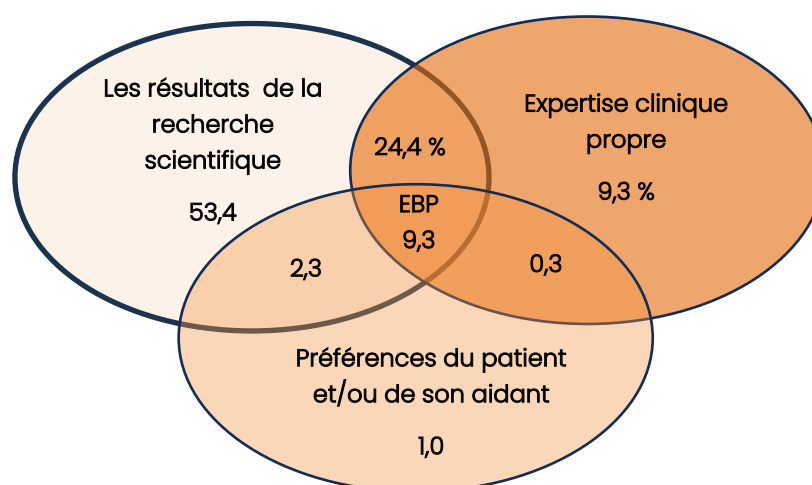 Les résultats de la
recherche
scientifique
53,4
24,4 %
Expertise clinique
propre
9,3 %
EBP
9,3
2,3
0,3
Préférences du patient
et/ou de son aidant
1,0